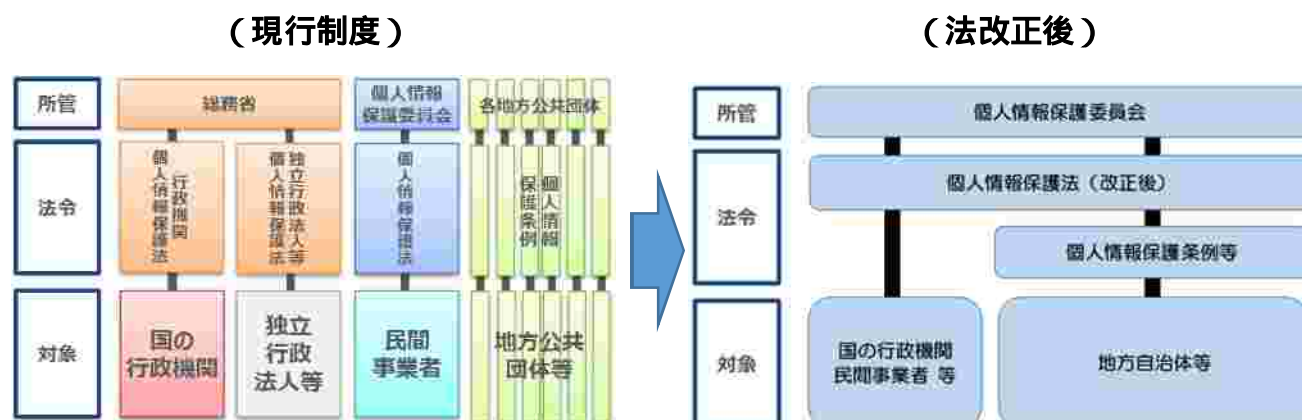 （現行制度）
所管
総務省
個人情報
保護委員会
各地方公共団体
法令
行政機関
個人情報保護法
独立行政法人等
個人情報保護法
個人情報保護法
個人情報
保護条例
対象
国の
行政機関
独立
行政
法人等
民間
事業者
地方公共
団体等
（法改正後）
所管
個人情報保護委員会
法令
個人情報保護法（改正後）
個人情報保護条例等
対象
国の行政機関
民間事業者 等
地方自治体等